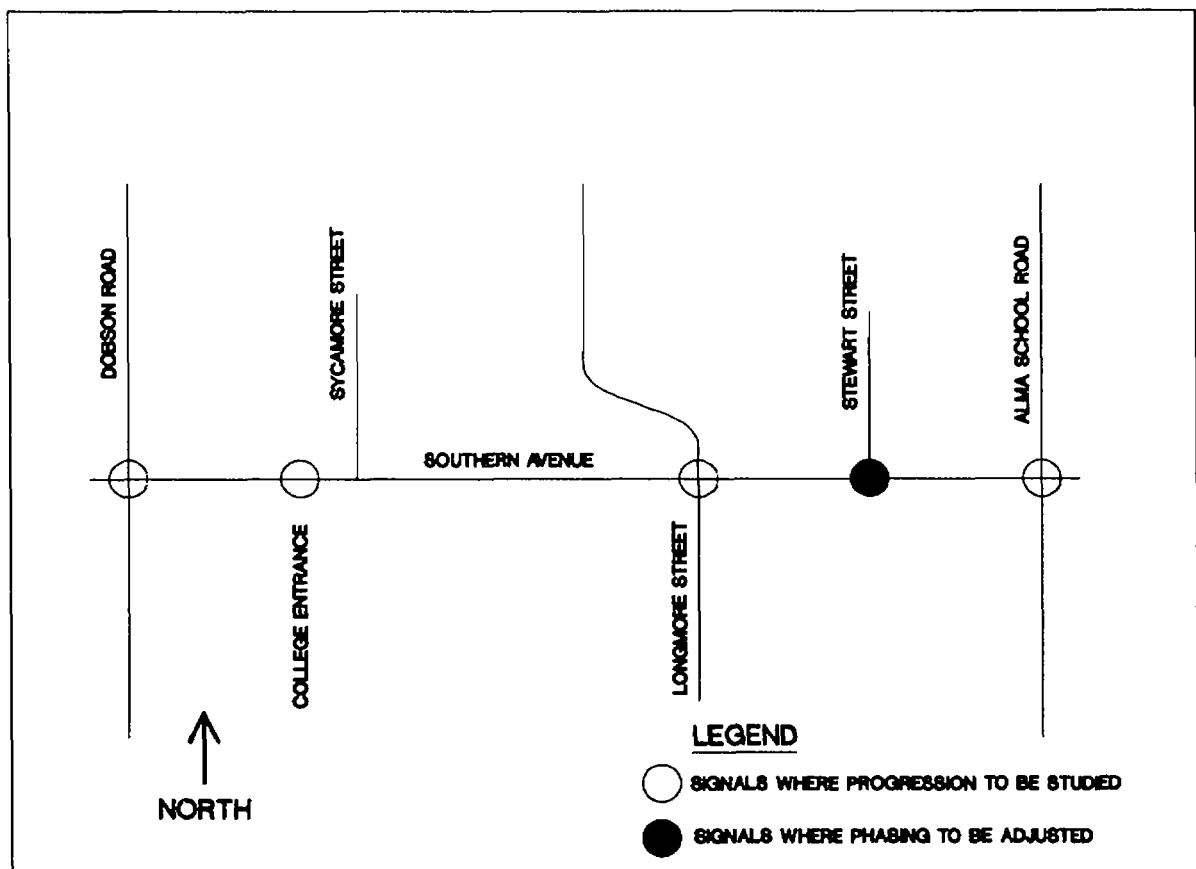 DOBSON ROAD
SYCAMORE STREET
STEWART STREET
ALMA SCHOOL ROAD
SOUTHERN AVENUE
COLLEGE ENTRANCE
LONGMORE STREET
NORTH
LEGEND
SIGNALS WHERE PROGRESSION TO BE STUDIED
SIGNALS WHERE PHASING TO BE ADJUSTED